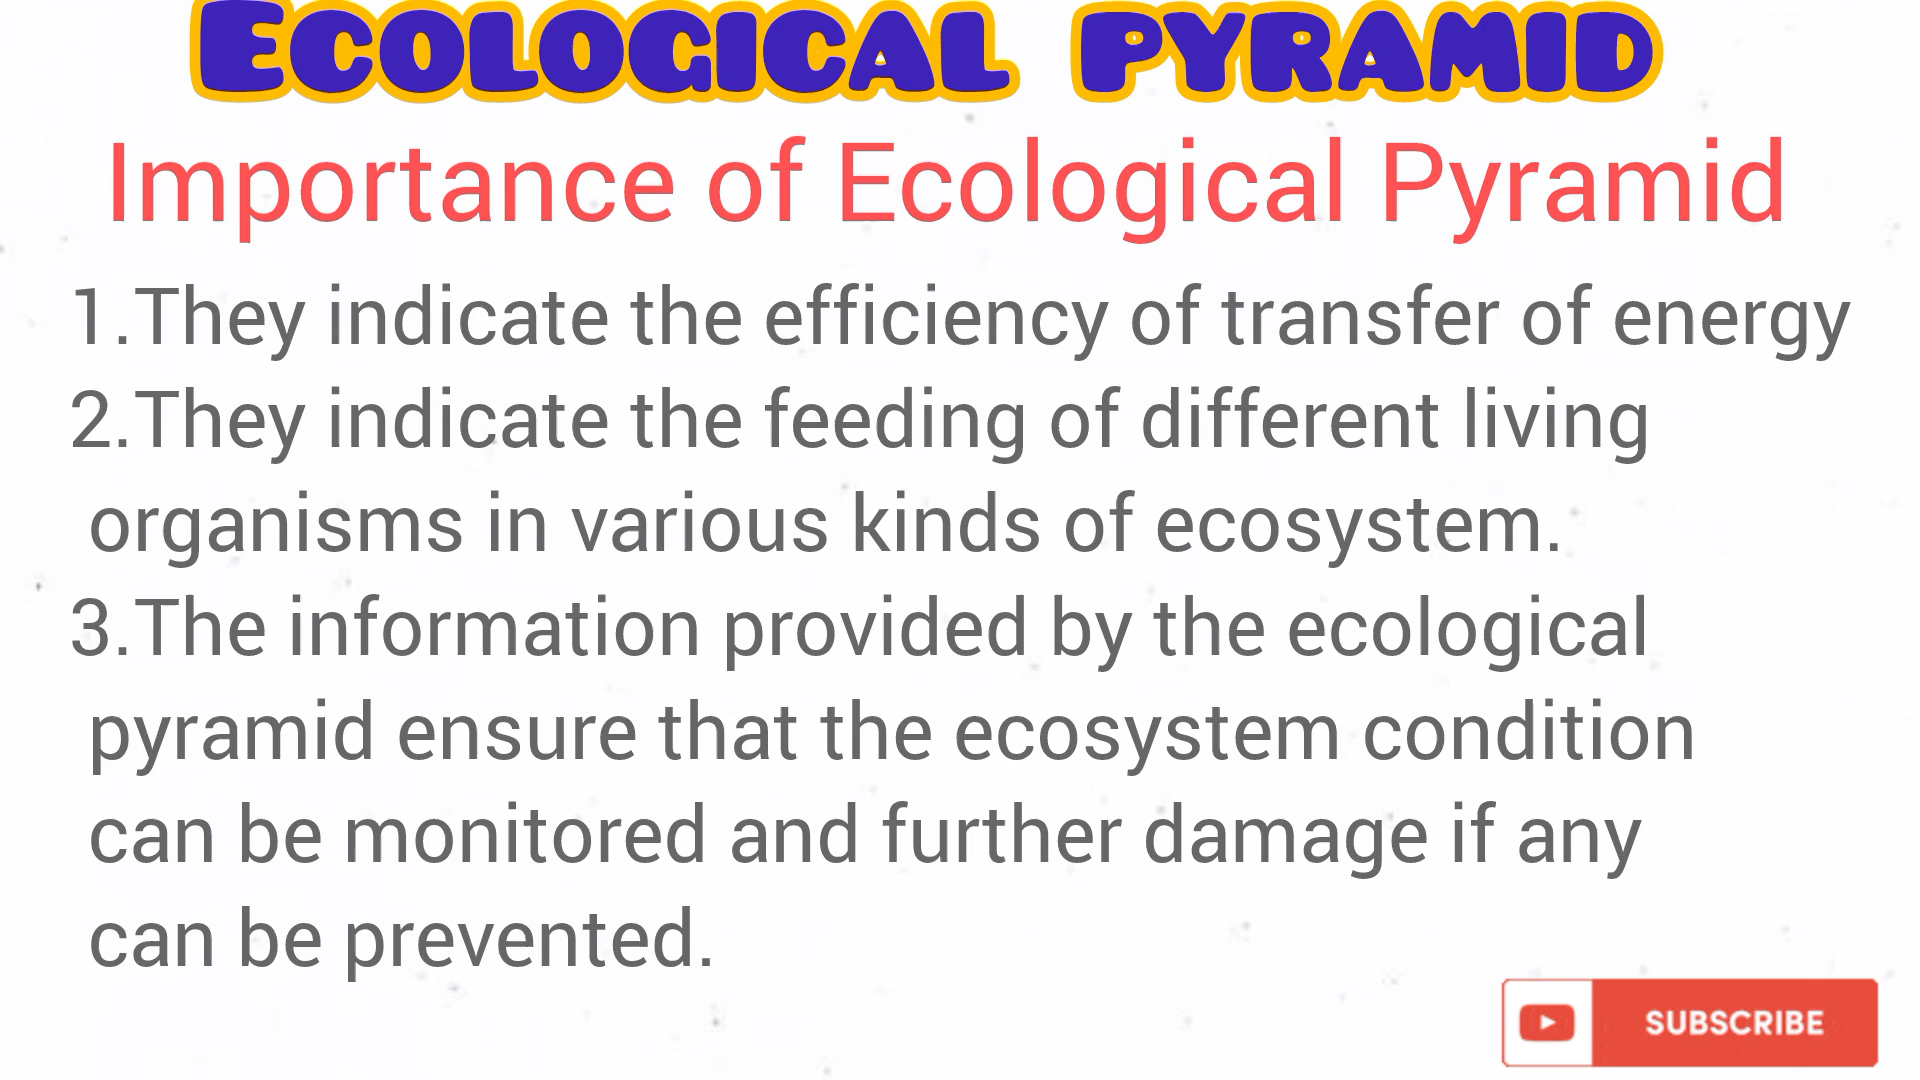 ECOLOGICAL PYRAMID
Importance of Ecological Pyramid
1.They indicate the efficiency of transfer of energy
2.They indicate the feeding of different living
organisms in various kinds of ecosystem.
3.The information provided by the ecological
pyramid ensure that the ecosystem condition
can be monitored and further damage if any
can be prevented.
SUBSCRIBE